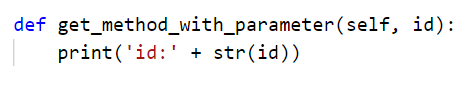 def get_method_with_parameter(self, id):
    print('id:' + str(id))